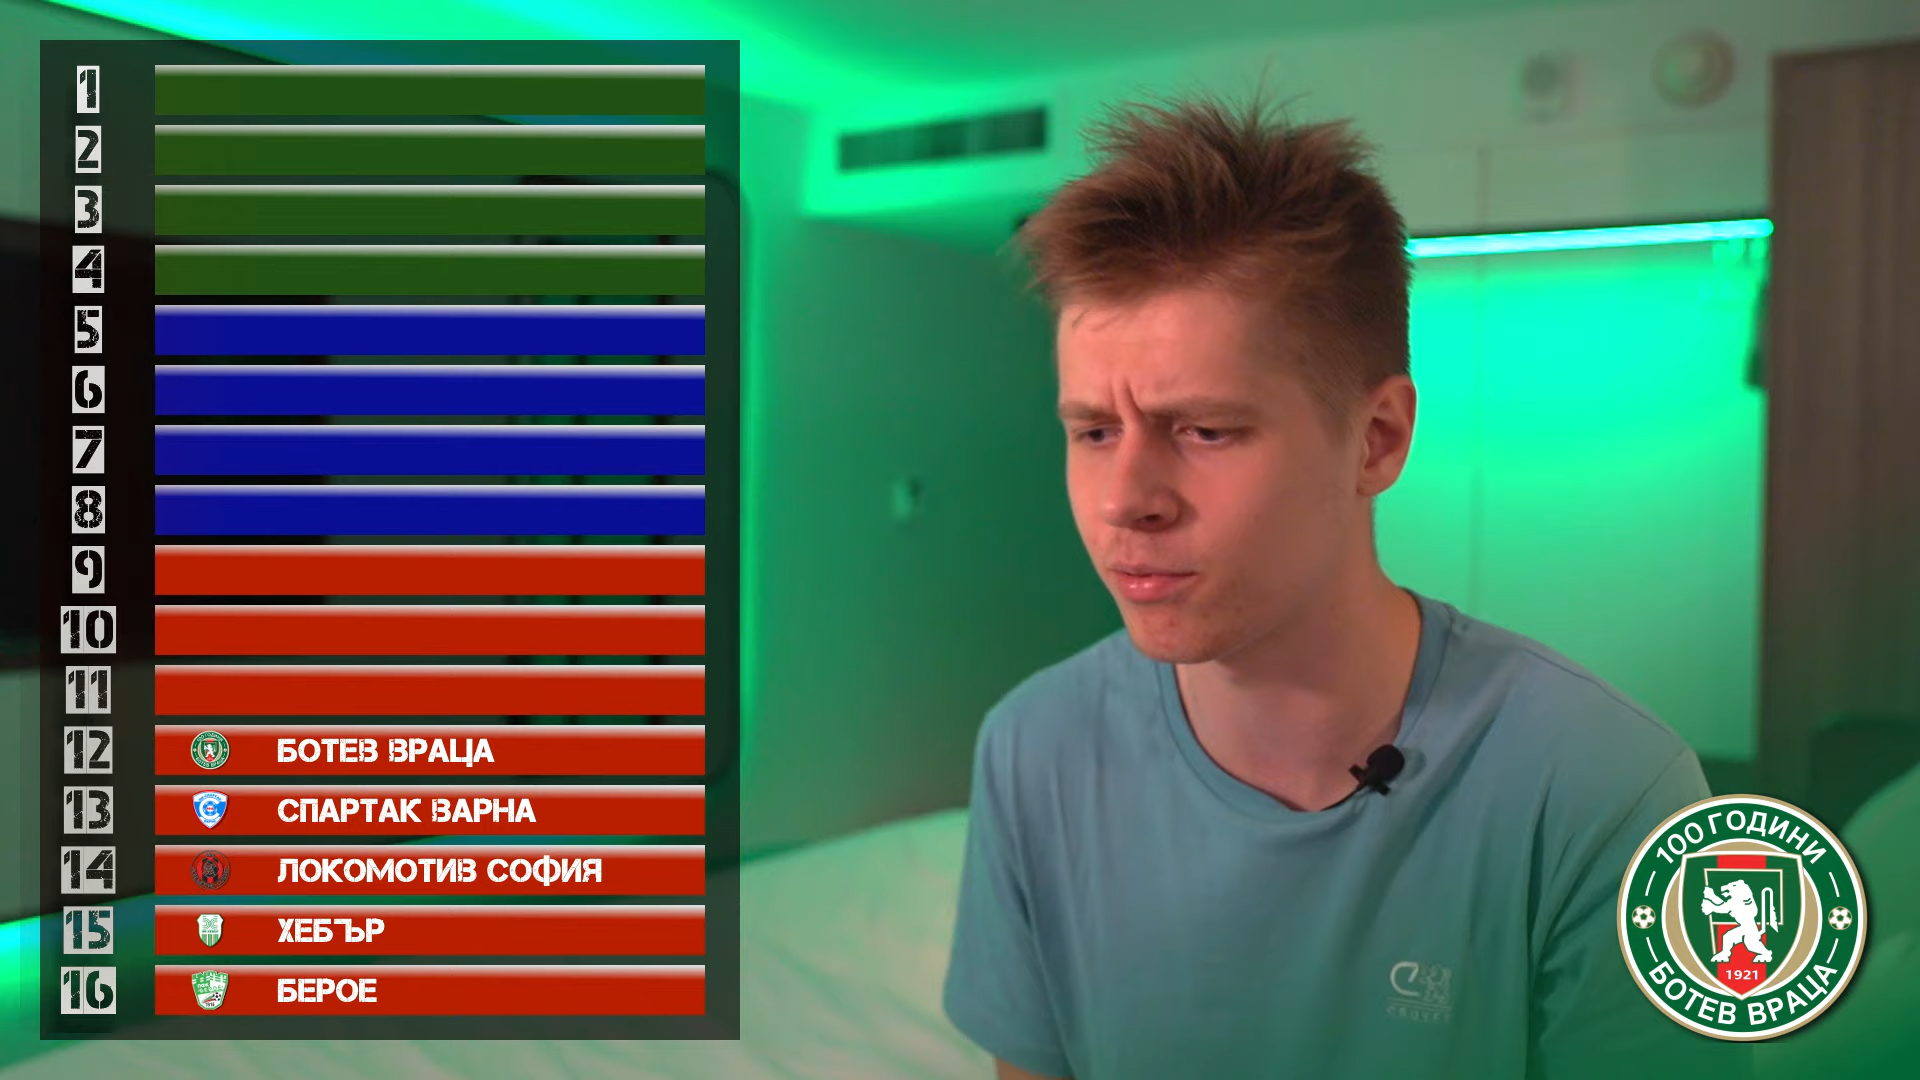 1
2
3
4
5
6
7
8
9
10
11
12 БОТЕВ ВРАЦА
13 СПАРТАК ВАРНА
14 ЛОКОМОТИВ СОФИЯ
15 ХЕБЪР
16 БЕРОЕ
100 ГОДИНИ
1921
БОТЕВ ВРАЦА